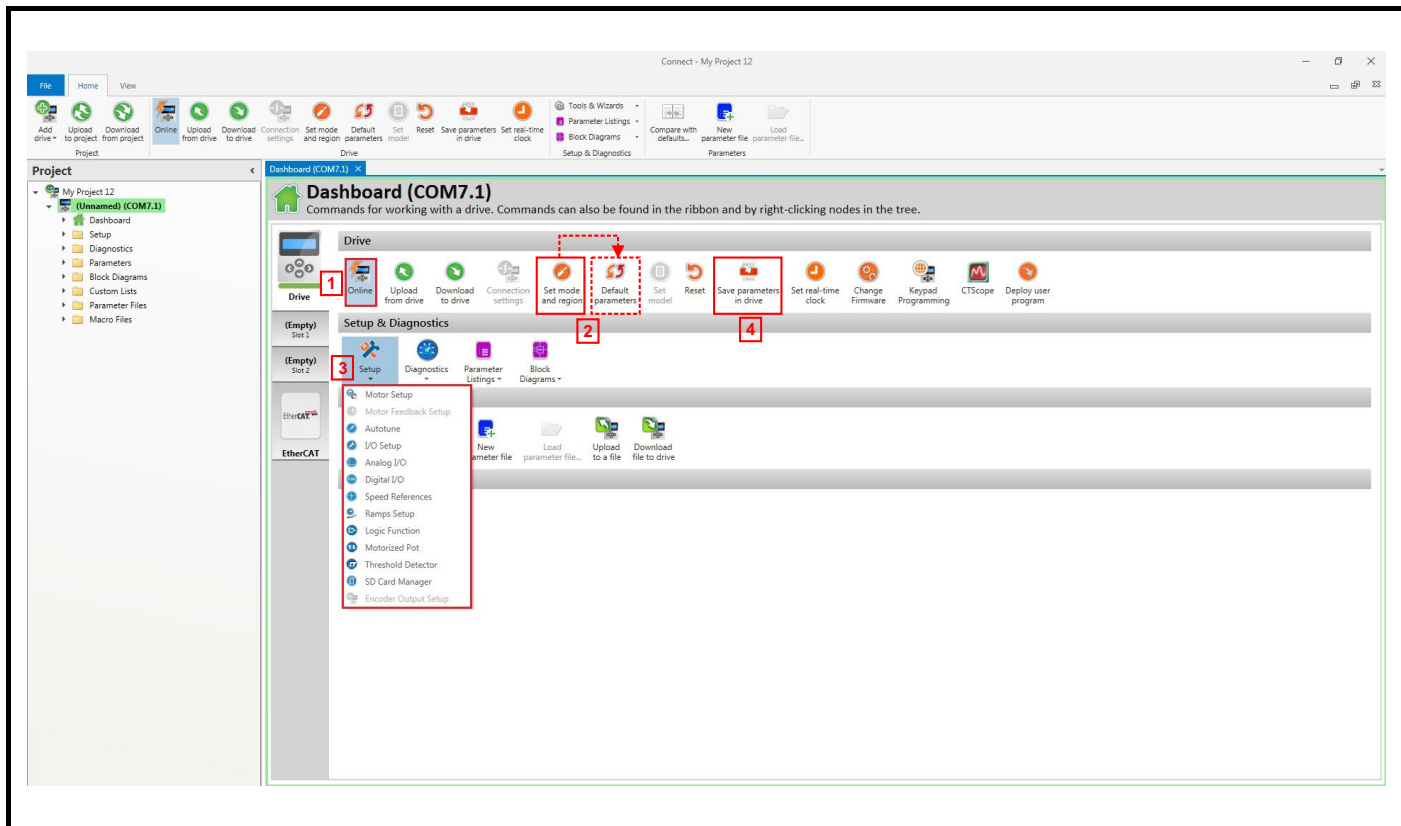 Connect - My Project 12
File Home View
Add drive
Upload to project
Download from project
Online
Upload from drive
Download to drive
Connection settings
Set mode and region
Default parameters
Set model
Reset
Save parameters in drive
Set real-time clock
Tools & Wizards
Parameter Listings
Block Diagrams
Compare with defaults...
New parameter file
Load parameter file...
Project
Drive
Setup & Diagnostics
Parameters
Project
My Project 12
(Unnamed) (COM7.1)
Dashboard
Setup
Diagnostics
Parameters
Block Diagrams
Custom Lists
Parameter Files
Macro Files
Dashboard (COM7.1)
Dashboard (COM7.1)
Commands for working with a drive. Commands can also be found in the ribbon and by right-clicking nodes in the tree.
Drive
(Empty)
Slot 1
(Empty)
Slot 2
EtherCAT
EtherCAT
Drive
1
Online
Upload from drive
Download to drive
Connection settings
Set mode and region
Default parameters
Set model
Reset
Save parameters in drive
Set real-time clock
Change Firmware
Keypad Programming
CTScope
Deploy user program
2
4
Setup & Diagnostics
3
Setup
Diagnostics
Parameter Listings
Block Diagrams
Motor Setup
Motor Feedback Setup
Autotune
I/O Setup
Analog I/O
Digital I/O
Speed References
Ramps Setup
Logic Function
Motorized Pot
Threshold Detector
SD Card Manager
Encoder Output Setup
New
ameter file
Load
parameter file...
Upload to a file
Download file to drive